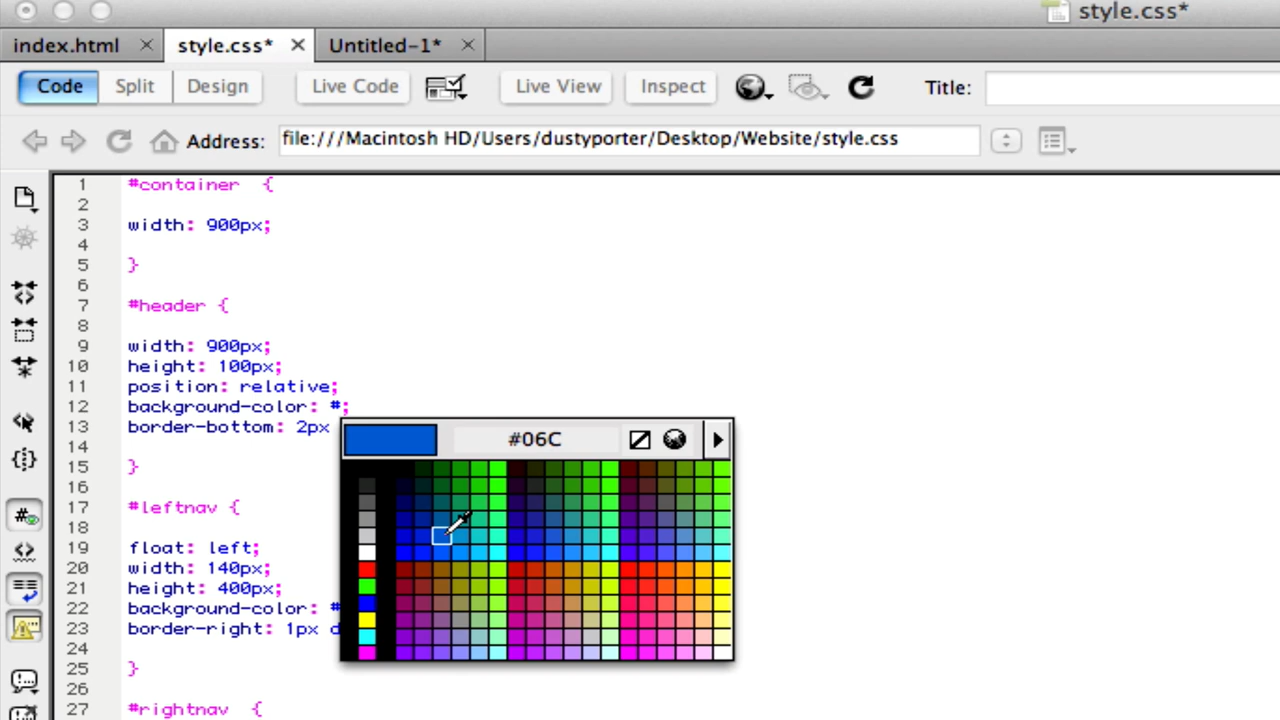 style.css*
index.html style.css* Untitled-1*
Code Split Design Live Code Live View Inspect Title:
Address: file:///Macintosh HD/Users/dustyporter/Desktop/Website/style.css
1 #container {
2
3 width: 900px;
4
5 }
6
7 #header {
8
9 width: 900px;
10 height: 100px;
11 position: relative;
12 background-color: #;
13 border-bottom: 2px
#06C
14
15 }
16
17 #leftnav {
18
19 float: left;
20 width: 140px;
21 height: 400px;
22 background-color: #
23 border-right: 1px d
24
25 }
26
27 #rightnav {